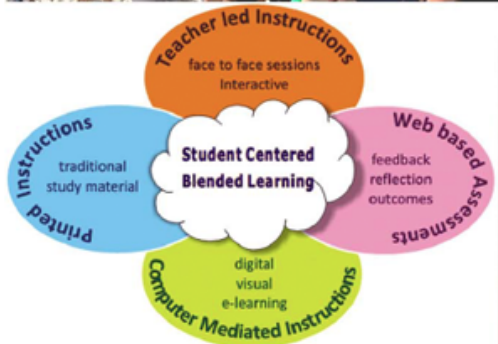 Teacher led Instructions
face to face sessions
Interactive
Printed Instructions
traditional
study material
Student Centered
Blended Learning
Web based Assessments
feedback
reflection
outcomes
digital
visual
e-learning
Computer Mediated Instructions